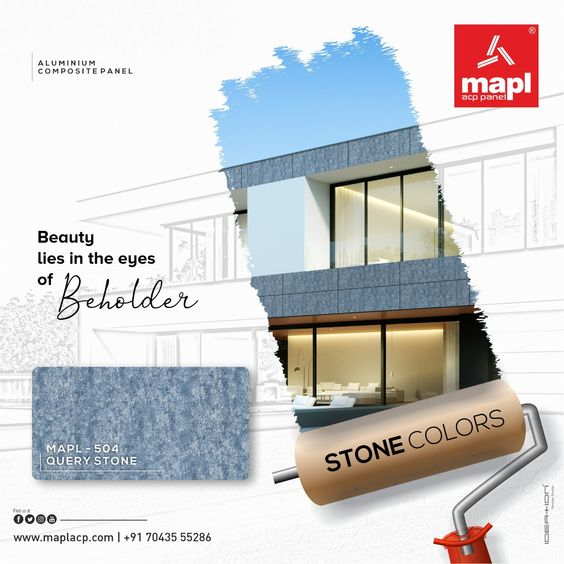 ALUMINIUM
COMPOSITE PANEL
®
mapl
acp panel
Beauty
lies in the eyes
of Beholder
MAPL - 504
QUERY STONE
STONE COLORS
Find us at
www.maplacp.com | +91 70435 55286
IDEATION